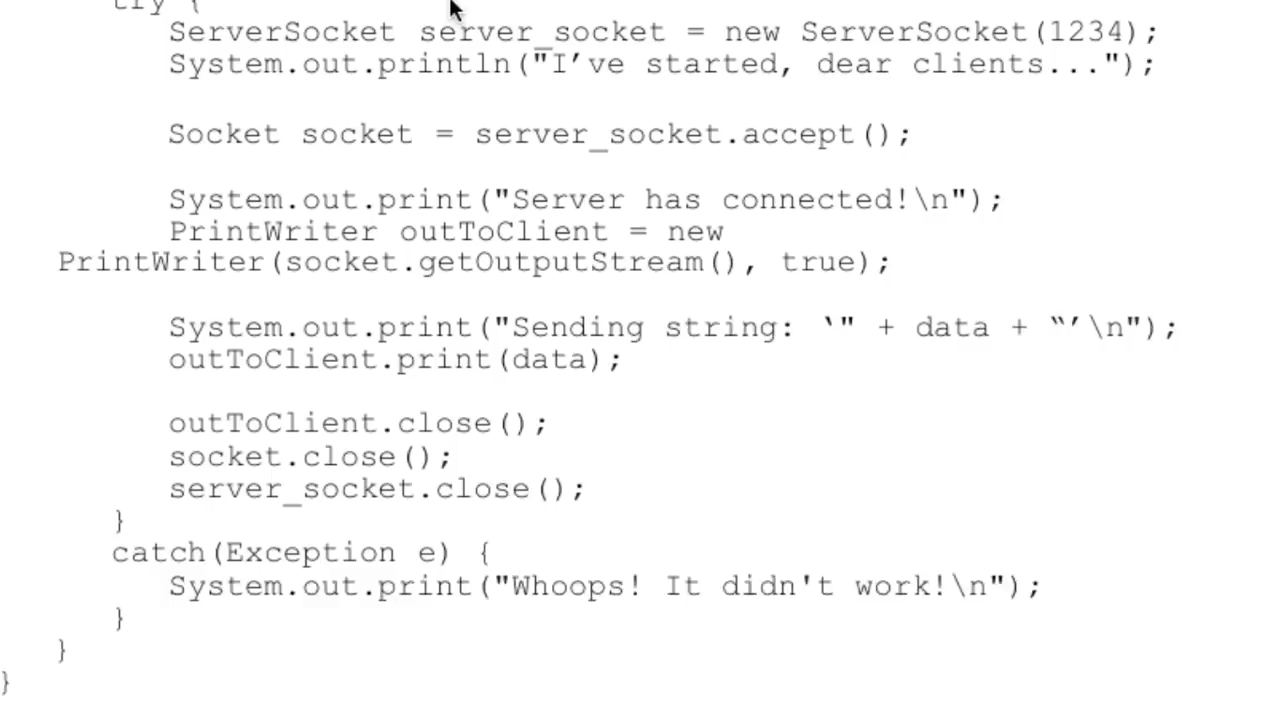 try {
ServerSocket server_socket = new ServerSocket(1234);
System.out.println("I’ve started, dear clients...");
Socket socket = server_socket.accept();
System.out.print("Server has connected!\n");
PrintWriter outToClient = new
PrintWriter(socket.getOutputStream(), true);
System.out.print("Sending string: ‘" + data + “’\n");
outToClient.print(data);
outToClient.close();
socket.close();
server_socket.close();
}
catch(Exception e) {
System.out.print("Whoops! It didn't work!\n");
}
}
}